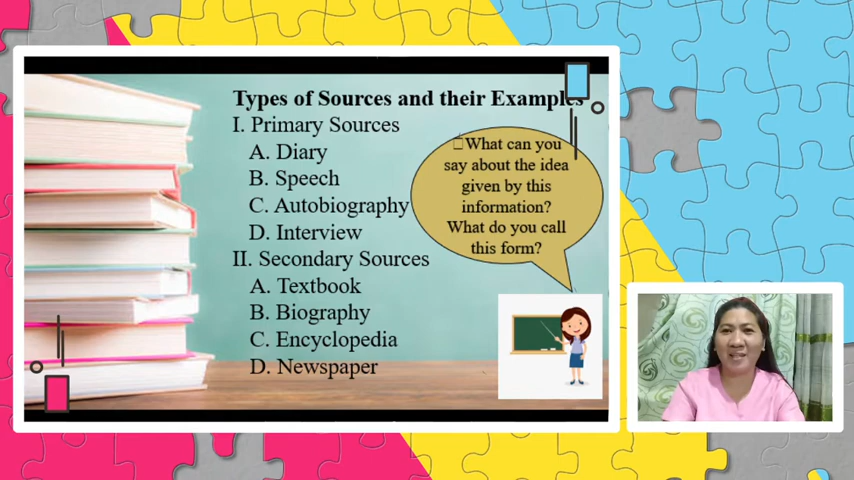 Types of Sources and their Examples
I. Primary Sources
A. Diary
B. Speech
C. Autobiography
D. Interview
II. Secondary Sources
A. Textbook
B. Biography
C. Encyclopedia
D. Newspaper
What can you
say about the idea
given by this
information?
What do you call
this form?